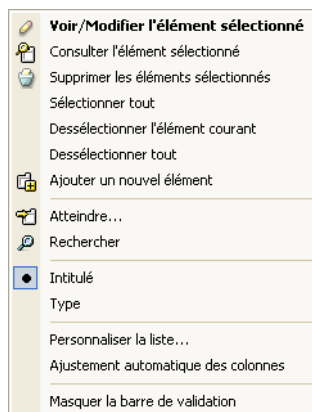 Voir/Modifier l'élément sélectionné
Consulter l'élément sélectionné
Supprimer les éléments sélectionnés
Sélectionner tout
Dessélectionner l'élément courant
Dessélectionner tout
Ajouter un nouvel élément
Atteindre...
Rechercher
Intitulé
Type
Personnaliser la liste...
Ajustement automatique des colonnes
Masquer la barre de validation